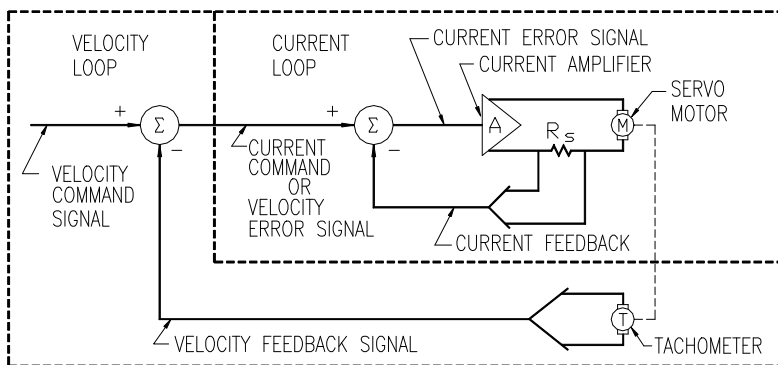 VELOCITY
LOOP
CURRENT
LOOP
CURRENT ERROR SIGNAL
CURRENT AMPLIFIER
SERVO
MOTOR
+
Σ
−
+
Σ
−
A
Rs
M
VELOCITY
COMMAND
SIGNAL
CURRENT
COMMAND
OR
VELOCITY
ERROR SIGNAL
CURRENT FEEDBACK
VELOCITY FEEDBACK SIGNAL
T
TACHOMETER